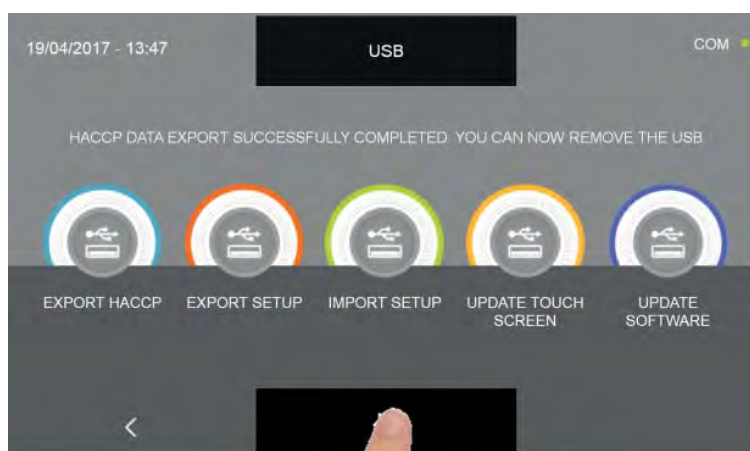 19/04/2017 - 13:47
USB
COM
HACCP DATA EXPORT SUCCESSFULLY COMPLETED YOU CAN NOW REMOVE THE USB
EXPORT HACCP
EXPORT SETUP
IMPORT SETUP
UPDATE TOUCH
SCREEN
UPDATE
SOFTWARE